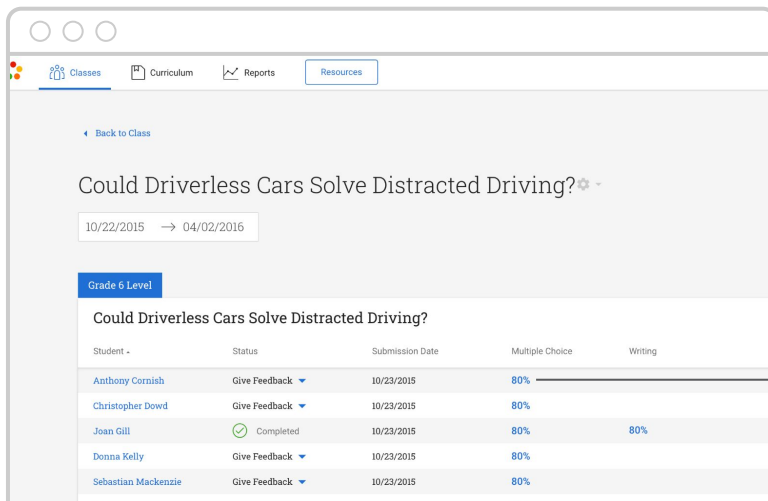 Classes Curriculum Reports Resources
Back to Class
Could Driverless Cars Solve Distracted Driving?
10/22/2015 → 04/02/2016
Grade 6 Level
Could Driverless Cars Solve Distracted Driving?
Student Status Submission Date Multiple Choice Writing
Anthony Cornish Give Feedback 10/23/2015 80%
Christopher Dowd Give Feedback 10/23/2015 80%
Joan Gill Completed 10/23/2015 80% 80%
Donna Kelly Give Feedback 10/23/2015 80%
Sebastian Mackenzie Give Feedback 10/23/2015 80%